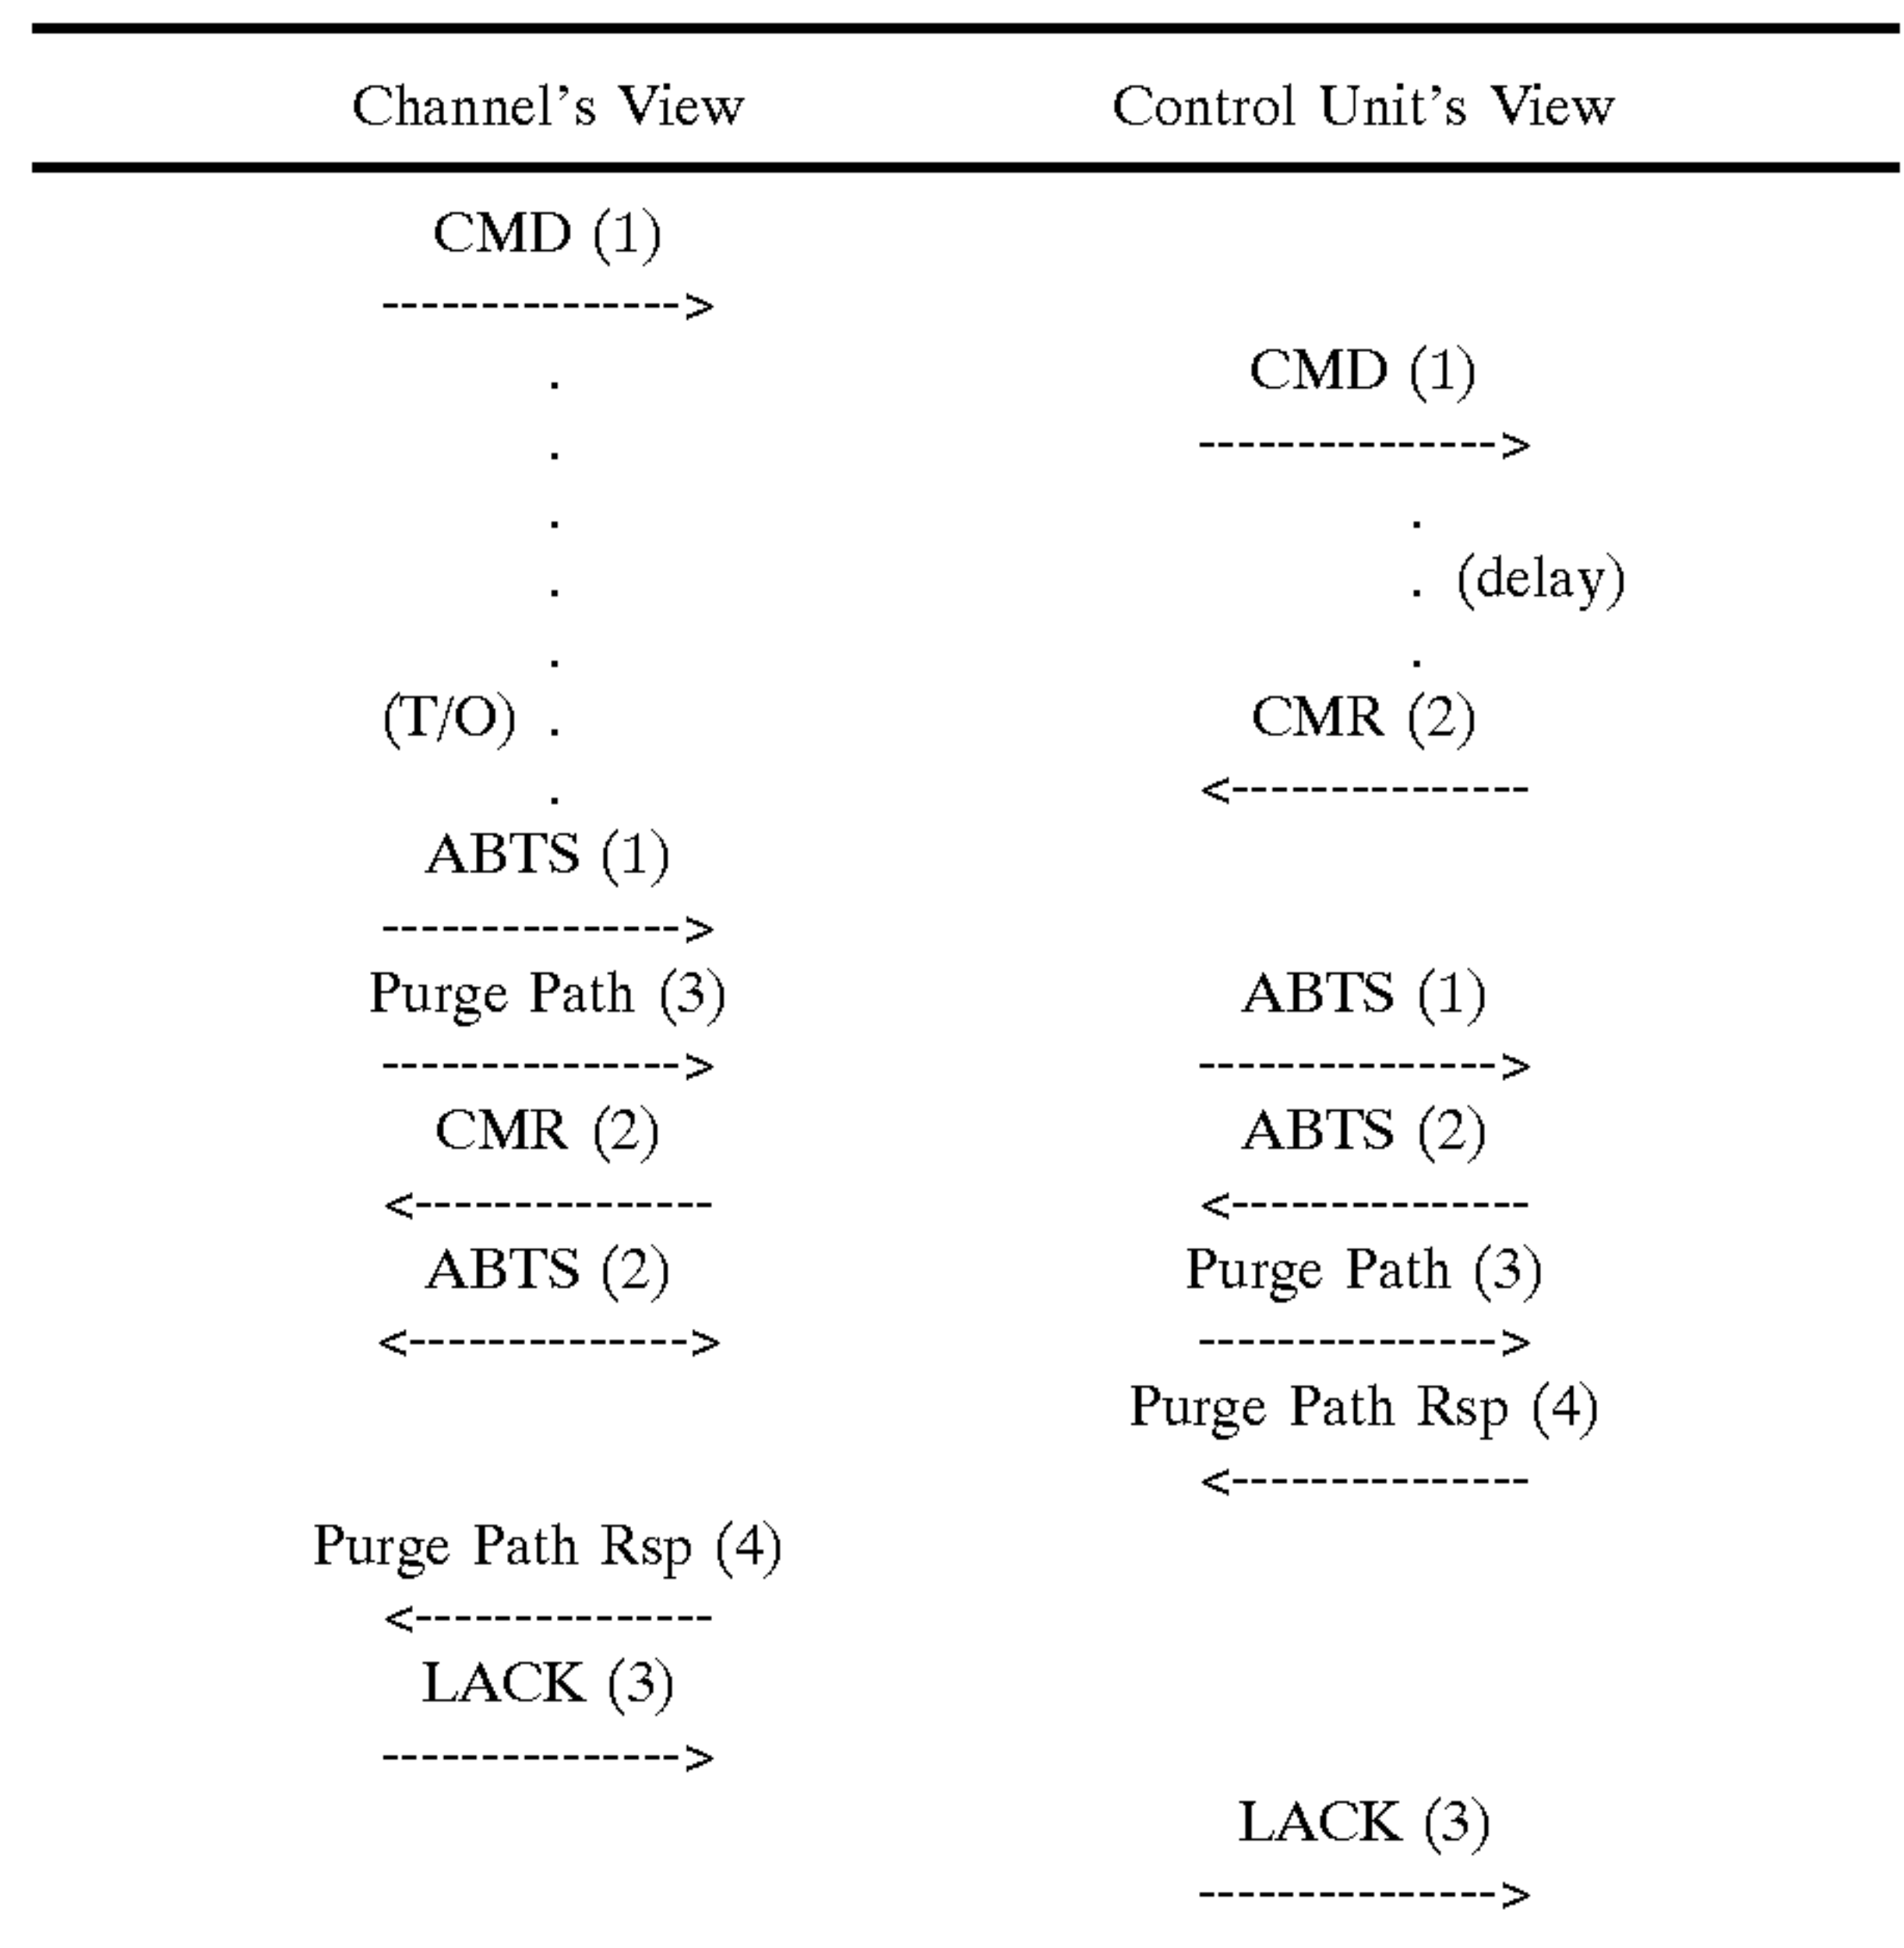 Channel's View Control Unit's View
CMD (1)
--------------->
. CMD (1)
. --------------->
. .
. . (delay)
. .
(T/O) . CMR (2)
. <---------------
ABTS (1)
--------------->
Purge Path (3) ABTS (1)
---------------> --------------->
CMR (2) ABTS (2)
<--------------- <---------------
ABTS (2) Purge Path (3)
<--------------> --------------->
Purge Path Rsp (4)
<---------------
Purge Path Rsp (4)
<---------------
LACK (3)
--------------->
LACK (3)
--------------->